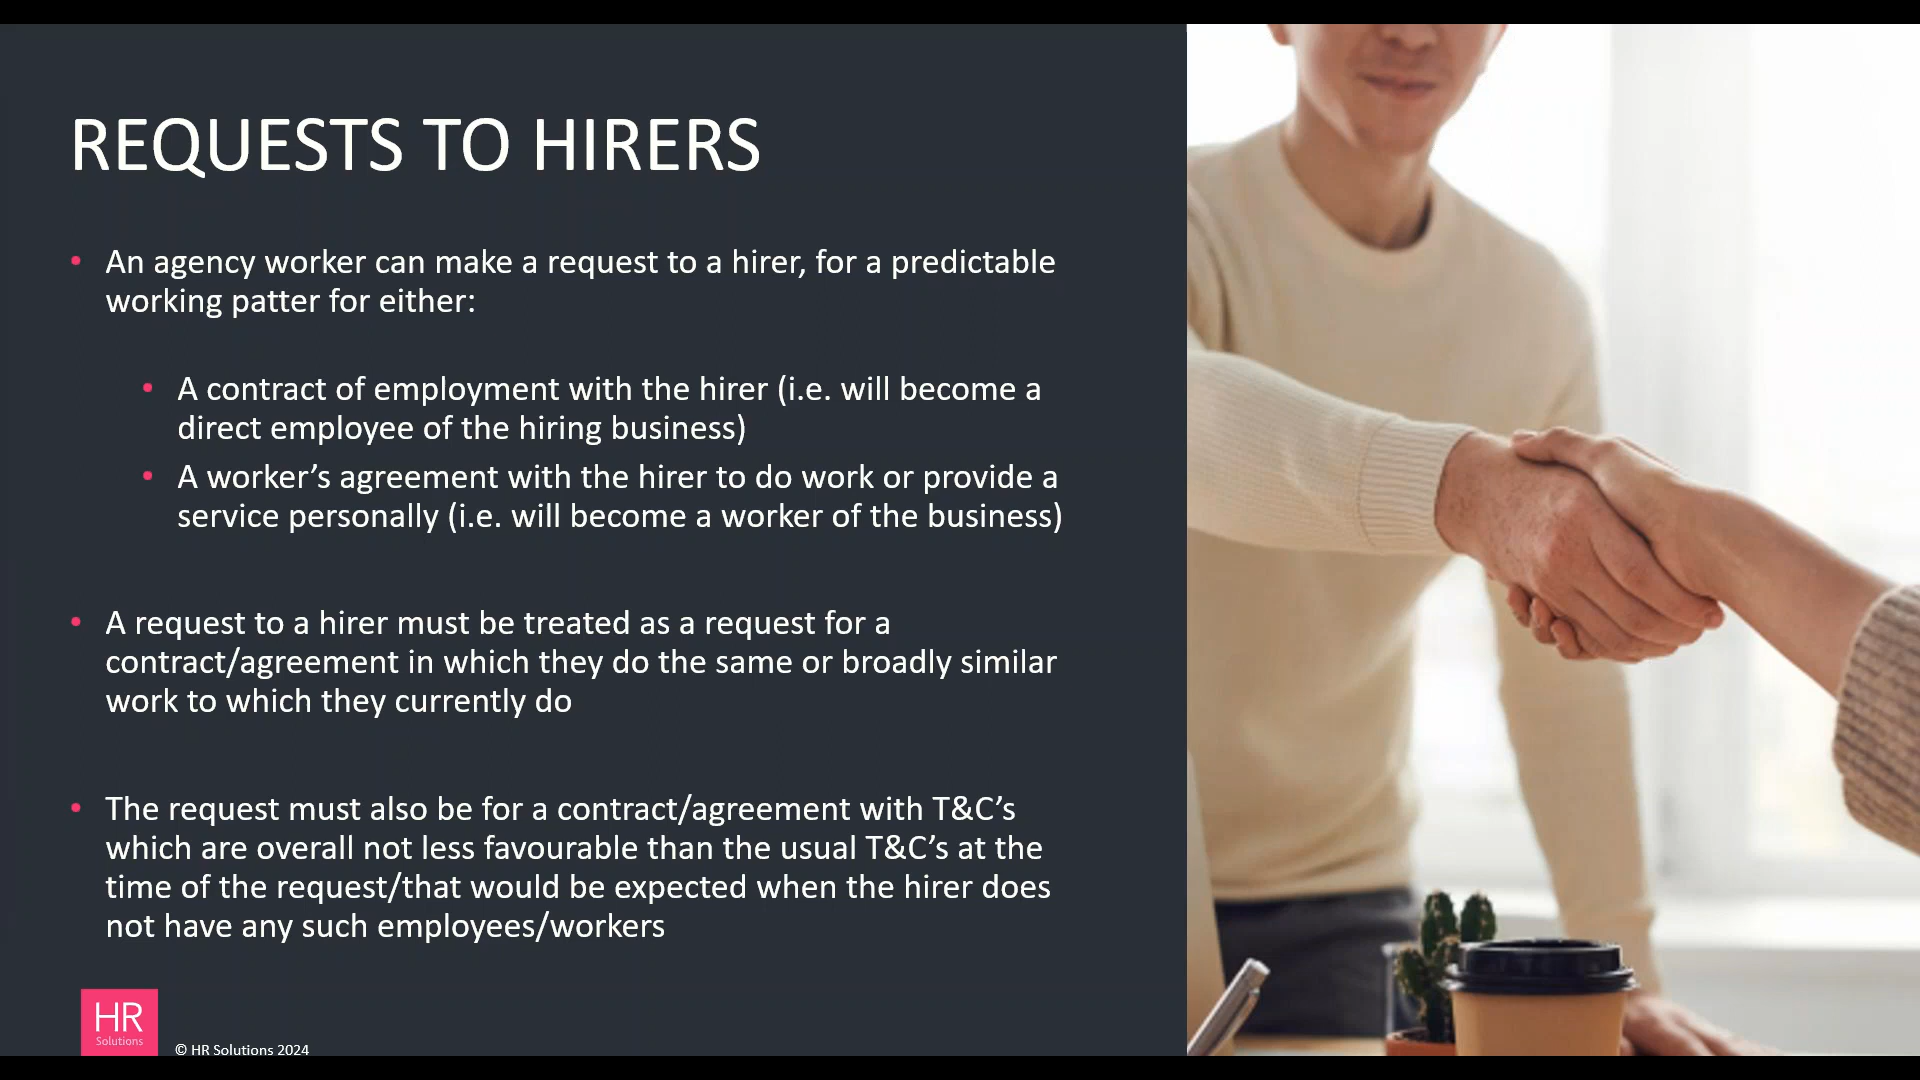 REQUESTS TO HIRERS
• An agency worker can make a request to a hirer, for a predictable
working patter for either:
• A contract of employment with the hirer (i.e. will become a
direct employee of the hiring business)
• A worker’s agreement with the hirer to do work or provide a
service personally (i.e. will become a worker of the business)
• A request to a hirer must be treated as a request for a
contract/agreement in which they do the same or broadly similar
work to which they currently do
• The request must also be for a contract/agreement with T&C’s
which are overall not less favourable than the usual T&C’s at the
time of the request/that would be expected when the hirer does
not have any such employees/workers
HR
Solutions
© HR Solutions 2024